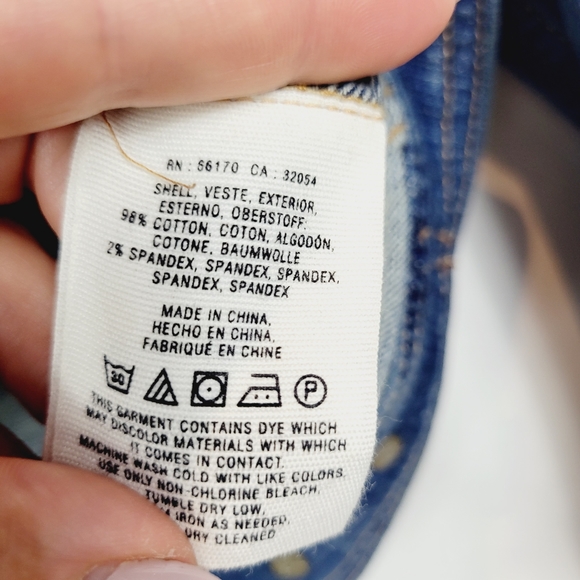 RN : 66170 CA : 32054
SHELL, VESTE, EXTERIOR,
ESTERNO, OBERSTOFF:
98% COTTON, COTON, ALGODÓN,
COTONE, BAUMWOLLE
2% SPANDEX, SPANDEX, SPANDEX,
SPANDEX, SPANDEX
MADE IN CHINA,
HECHO EN CHINA,
FABRIQUÉ EN CHINE
30 P
THIS GARMENT CONTAINS DYE WHICH
MAY DISCOLOR MATERIALS WITH WHICH
IT COMES IN CONTACT.
MACHINE WASH COLD WITH LIKE COLORS.
USE ONLY NON-CHLORINE BLEACH.
TUMBLE DRY LOW.
IRON AS NEEDED.
DRY CLEANED